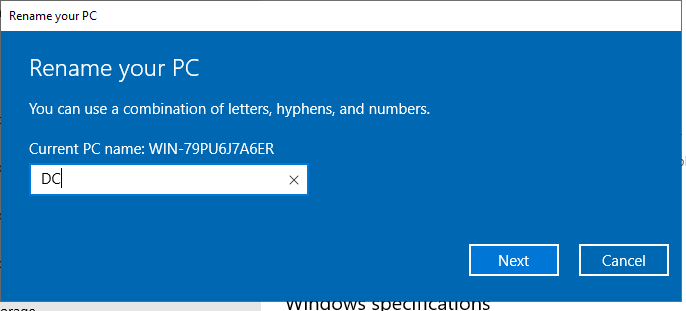 Rename your PC
Rename your PC
You can use a combination of letters, hyphens, and numbers.
Current PC name: WIN-79PU6J7A6ER
DC
Next
Cancel
Windows specifications